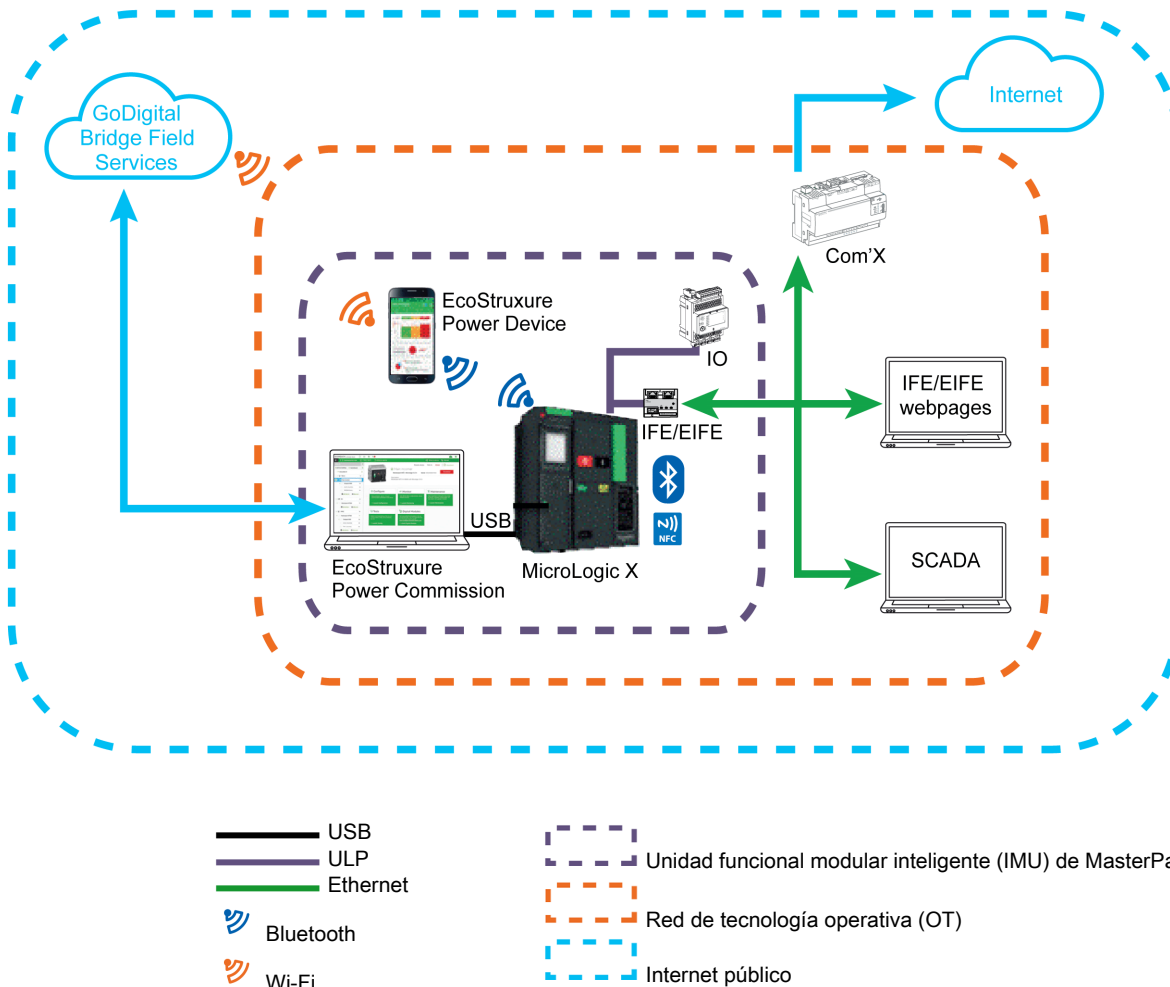 GoDigital
Bridge Field
Services
Internet
Com'X
EcoStruxure
Power Device
IO
IFE/EIFE
IFE/EIFE
webpages
USB
NFC
EcoStruxure
Power Commission
MicroLogic X
SCADA
USB
ULP
Ethernet
Bluetooth
Wi-Fi
Unidad funcional modular inteligente (IMU) de MasterPa
Red de tecnología operativa (OT)
Internet público